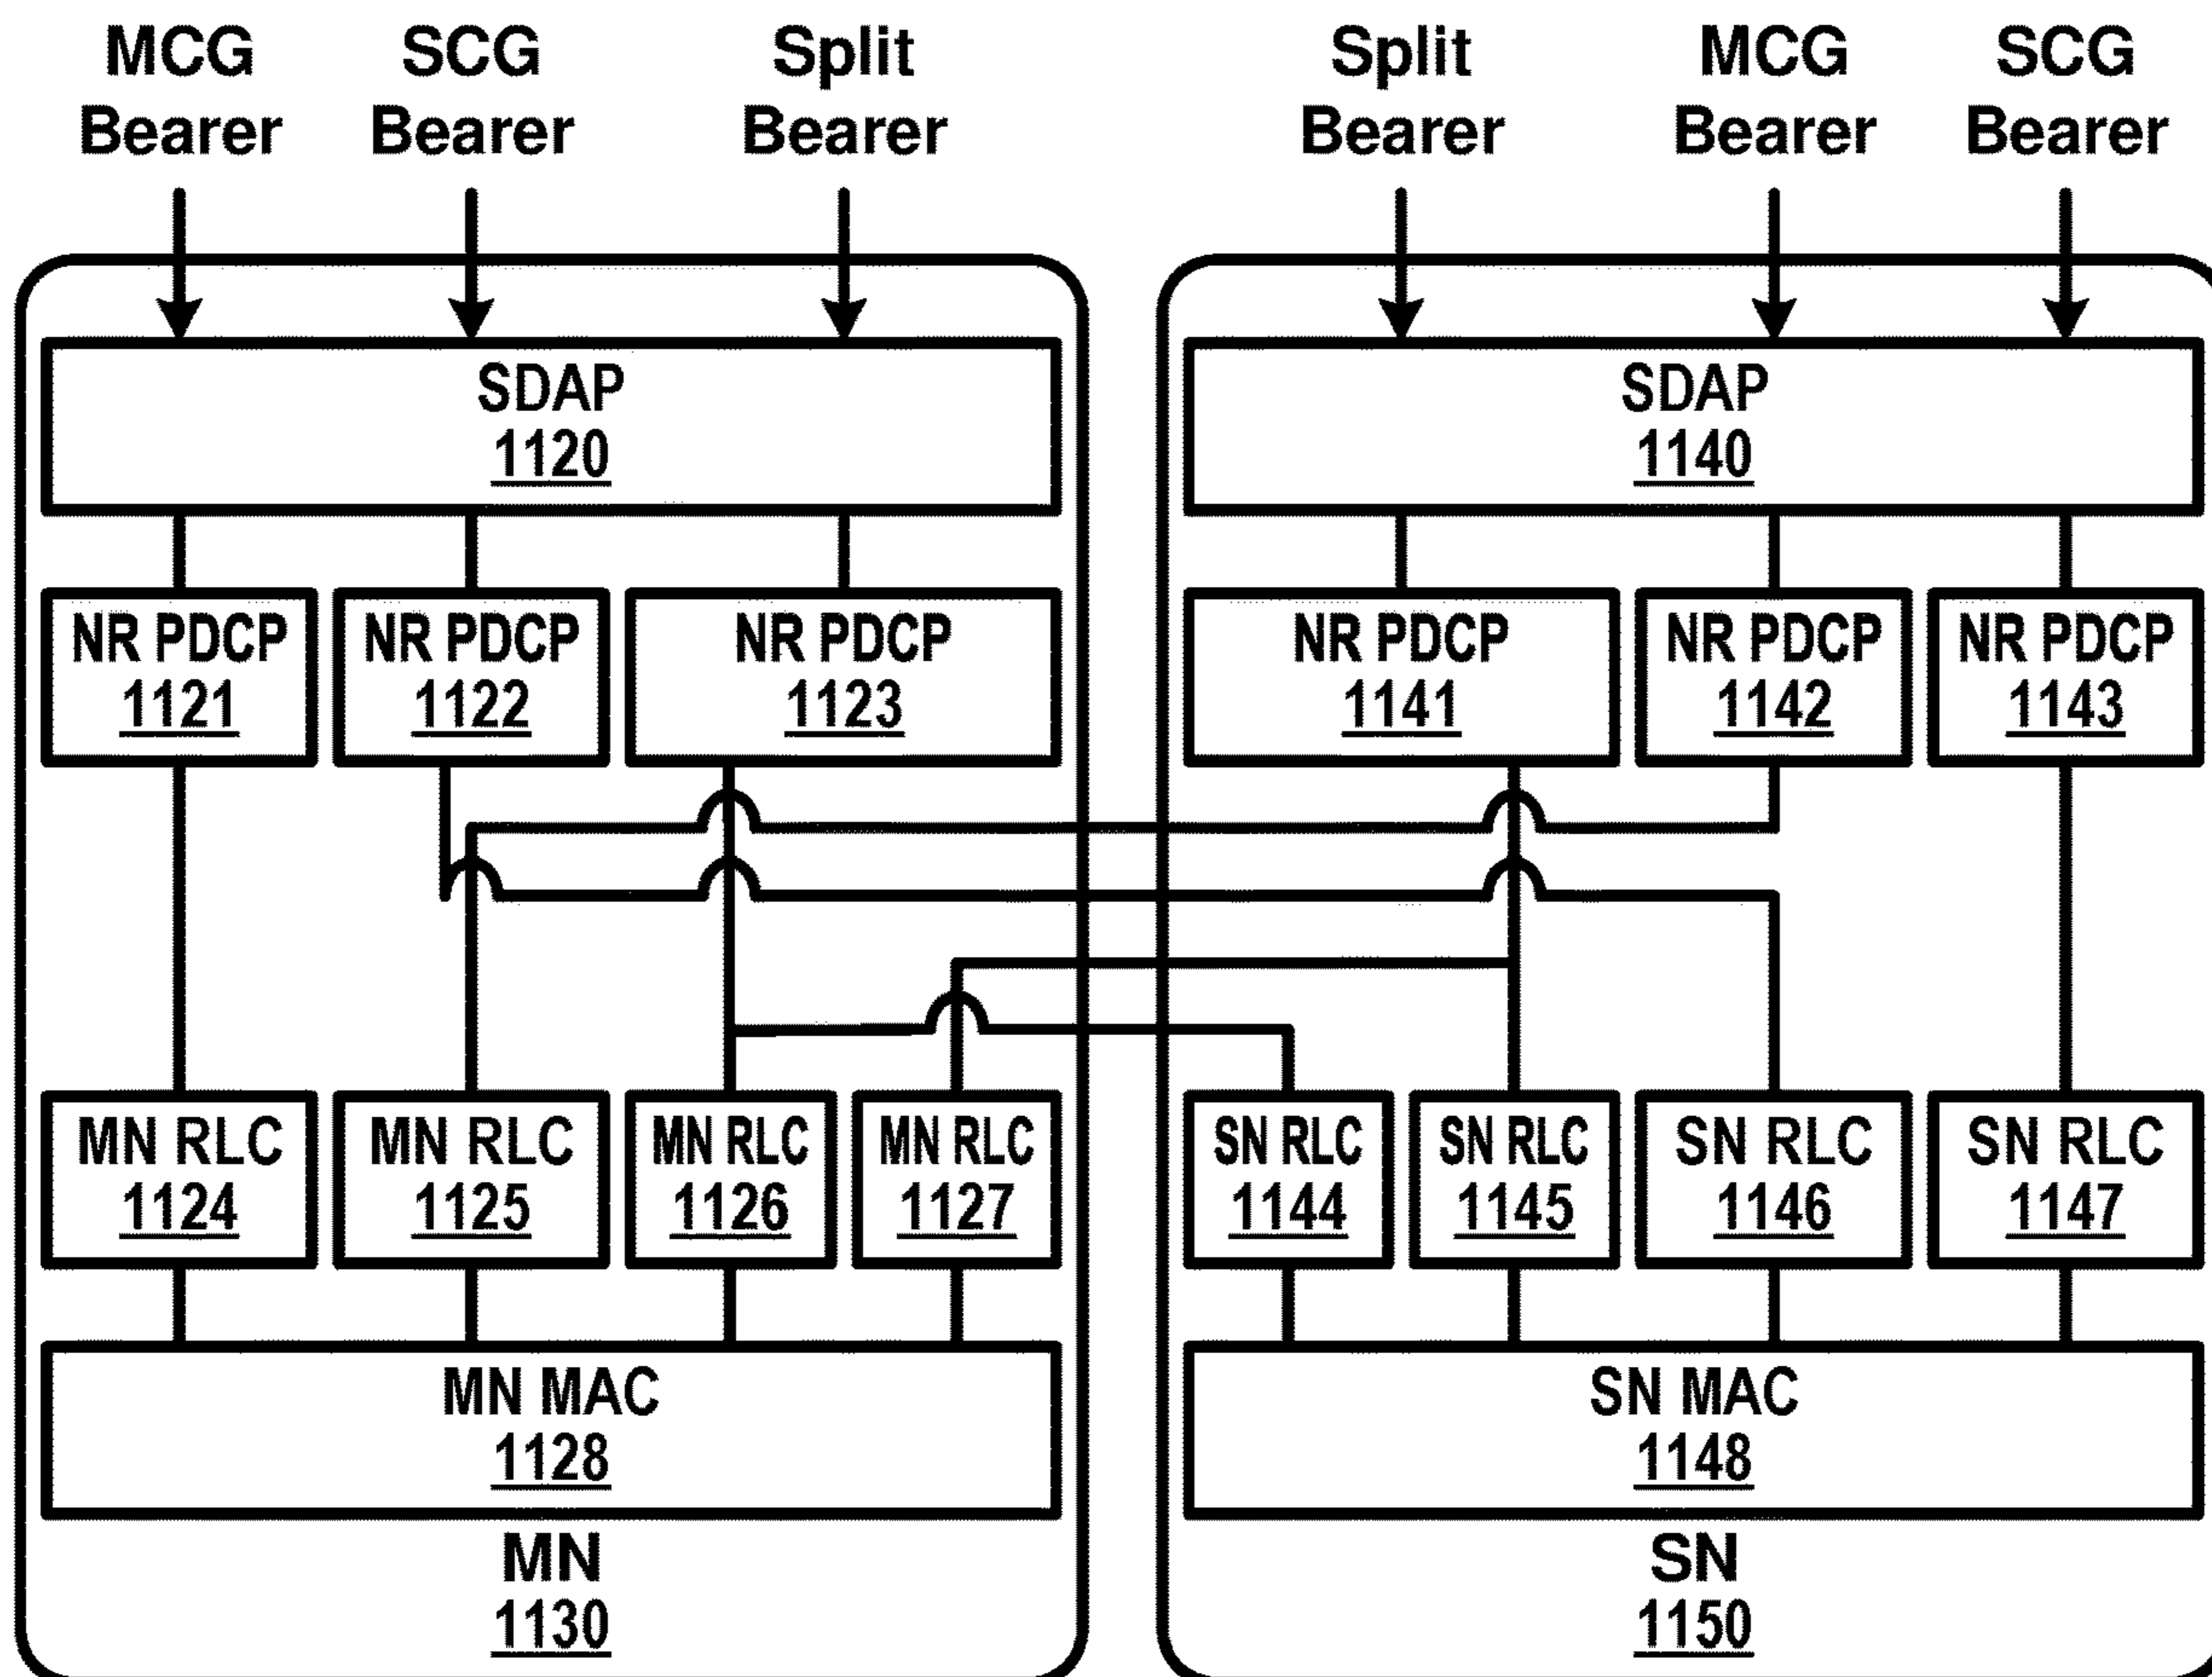 MCG
Bearer
SCG
Bearer
Split
Bearer
Split
Bearer
MCG
Bearer
SCG
Bearer
SDAP
1120
SDAP
1140
NR PDCP
1121
NR PDCP
1122
NR PDCP
1123
NR PDCP
1141
NR PDCP
1142
NR PDCP
1143
MN RLC
1124
MN RLC
1125
MN RLC
1126
MN RLC
1127
SN RLC
1144
SN RLC
1145
SN RLC
1146
SN RLC
1147
MN MAC
1128
SN MAC
1148
MN
1130
SN
1150